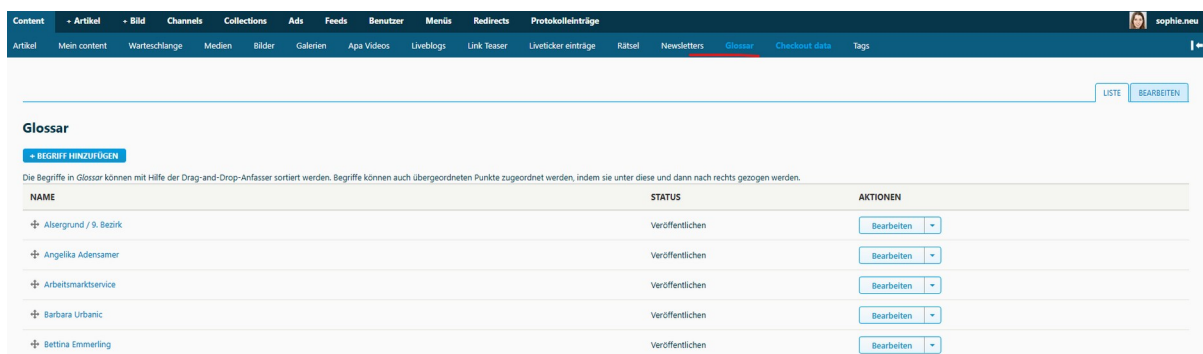 Content + Artikel + Bild Channels Collections Ads Feeds Benutzer Menüs Redirects Protokolleinträge sophie.neu
Artikel Mein content Warteschlange Medien Bilder Galerien Apa Videos Liveblogs Link Teaser Liveticker einträge Rätsel Newsletters Glossar Checkout data Tags
LISTE BEARBEITEN
Glossar
+ BEGRIFF HINZUFÜGEN
Die Begriffe in Glossar können mit Hilfe der Drag-and-Drop-Anfasser sortiert werden. Begriffe können auch übergeordneten Punkte zugeordnet werden, indem sie unter diese und dann nach rechts gezogen werden.
NAME STATUS AKTIONEN
Alsergrund / 9. Bezirk Veröffentlichen Bearbeiten
Angelika Adensamer Veröffentlichen Bearbeiten
Arbeitsmarktservice Veröffentlichen Bearbeiten
Barbara Urbanic Veröffentlichen Bearbeiten
Bettina Emmerling Veröffentlichen Bearbeiten